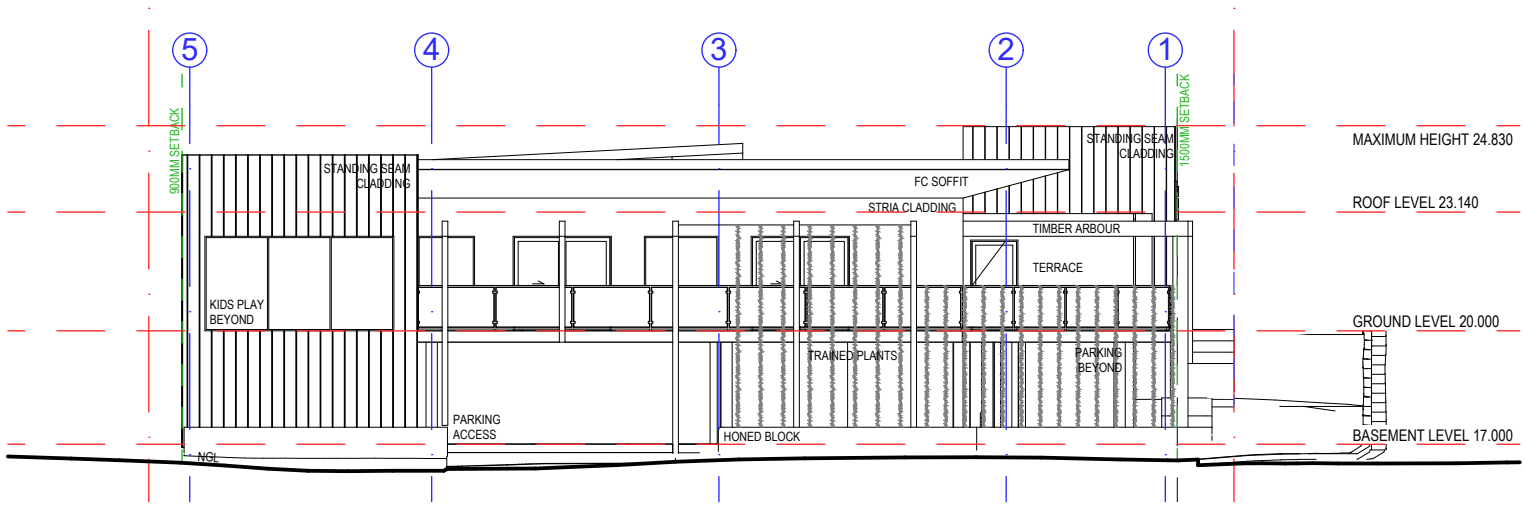 5
4
3
2
1
900MM SETBACK
1500MM SETBACK
MAXIMUM HEIGHT 24.830
STANDING SEAM
CLADDING
STANDING SEAM
CLADDING
FC SOFFIT
STRIA CLADDING
ROOF LEVEL 23.140
TIMBER ARBOUR
TERRACE
KIDS PLAY
BEYOND
GROUND LEVEL 20.000
TRAINED PLANTS
PARKING
BEYOND
PARKING
ACCESS
HONED BLOCK
BASEMENT LEVEL 17.000
NGL